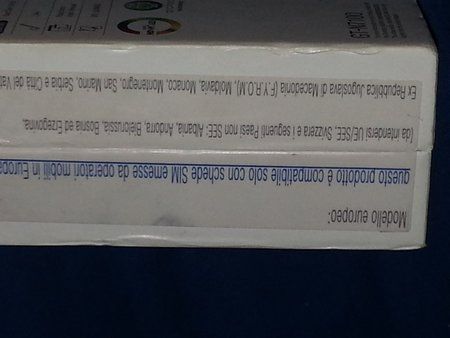 Modello europeo:
questo prodotto è compatibile solo con schede SIM emesse da operatori mobili in Europa
(da intendersi UE/SEE, Svizzera i seguenti Paesi non SEE: Albania, Andorra, Bielorussia, Bosnia ed Erzegovina,
Ex Repubblica Jugoslava di Macedonia (F.Y.R.O.M), Moldavia, Monaco, Montenegro, San Marino, Serbia e Città del Vat